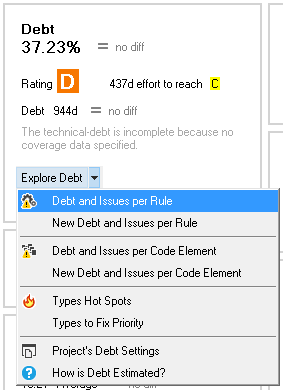 Debt
37.23% = no diff
Rating D 437d effort to reach C
Debt 944d = no diff
The technical-debt is incomplete because no
coverage data specified.
Explore Debt
Debt and Issues per Rule
New Debt and Issues per Rule
Debt and Issues per Code Element
New Debt and Issues per Code Element
Types Hot Spots
Types to Fix Priority
Project's Debt Settings
How is Debt Estimated?